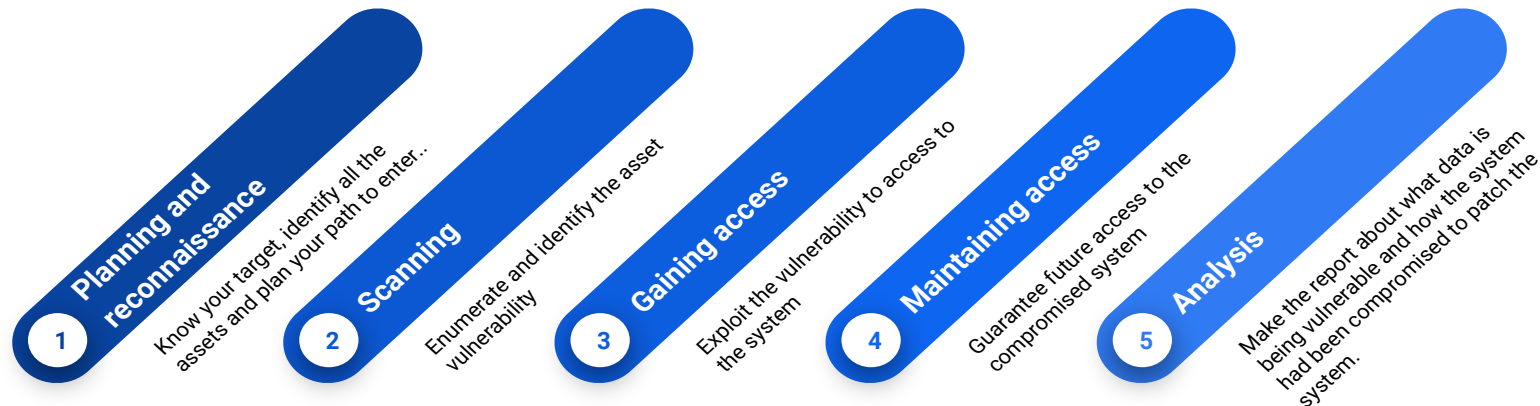 1
Planning and
reconnaissance
Know your target, identify all the
assets and plan your path to enter..
2
Scanning
Enumerate and identify the asset
vulnerability
3
Gaining access
Exploit the vulnerability to access to
the system
4
Maintaining access
Guarantee future access to the
compromised system
5
Analysis
Make the report about what data is
being vulnerable and how the system
had been compromised to patch the
system.